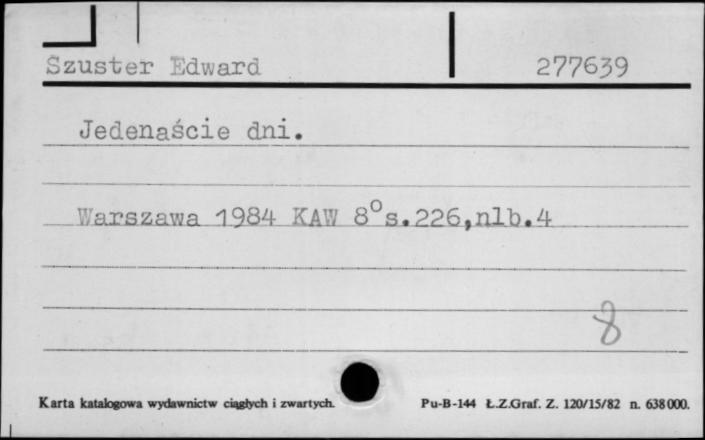 Szuster Edward 277639
Jedenaście dni.
Warszawa 1984 KAW 8° s.226,nlb.4
8
Karta katalogowa wydawnictw ciągłych i zwartych. Pu-B-144 Ł.Z.Graf. Z. 120/15/82 n. 638000.